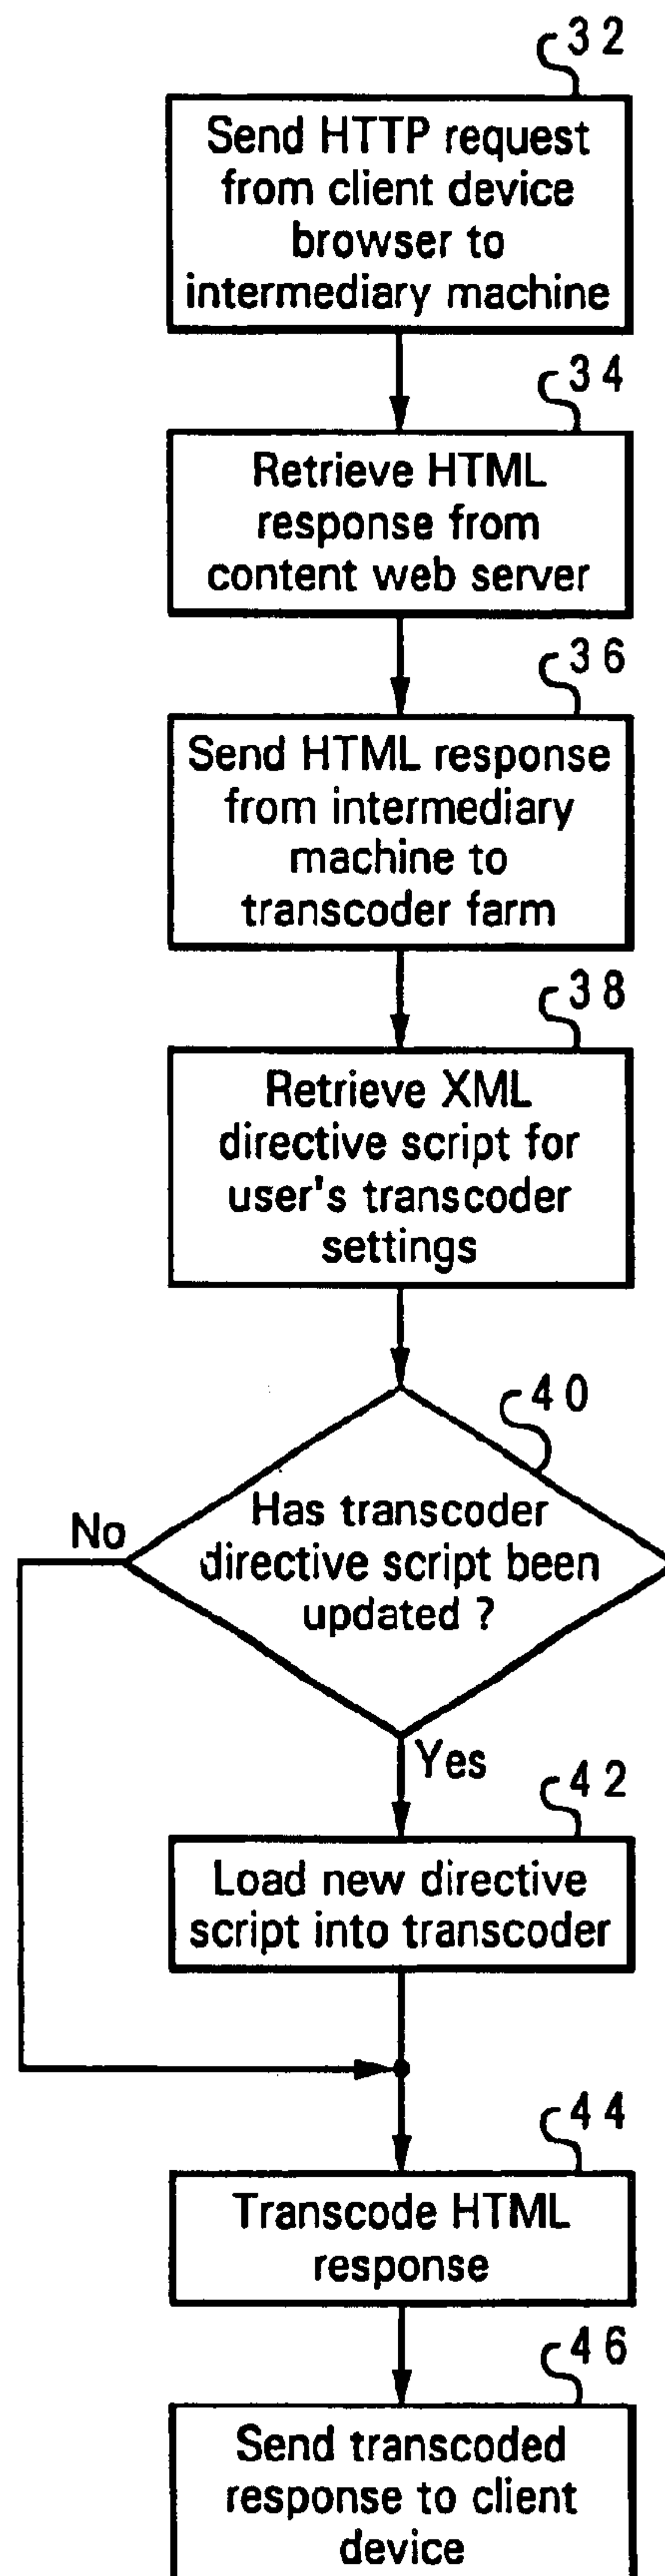 32
Send HTTP request
from client device
browser to
intermediary machine
34
Retrieve HTML
response from
content web server
36
Send HTML response
from intermediary
machine to
transcoder farm
38
Retrieve XML
directive script for
user's transcoder
settings
40
Has transcoder
directive script been
updated ?
No
Yes
42
Load new directive
script into transcoder
44
Transcode HTML
response
46
Send transcoded
response to client
device